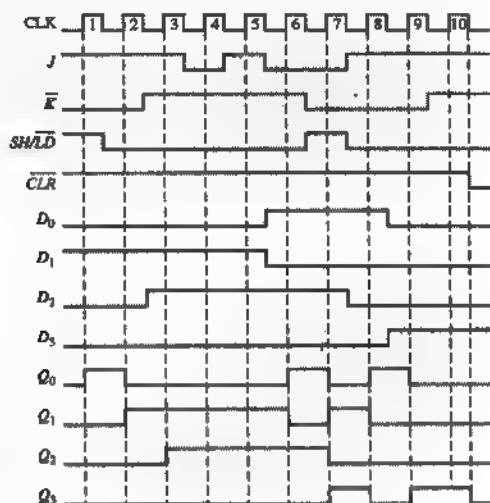 CLK 1 2 3 4 5 6 7 8 9 10
J
K̅
SH/L̅D̅
C̅L̅R̅
D₀
D₁
D₂
D₃
Q₀
Q₁
Q₂
Q₃